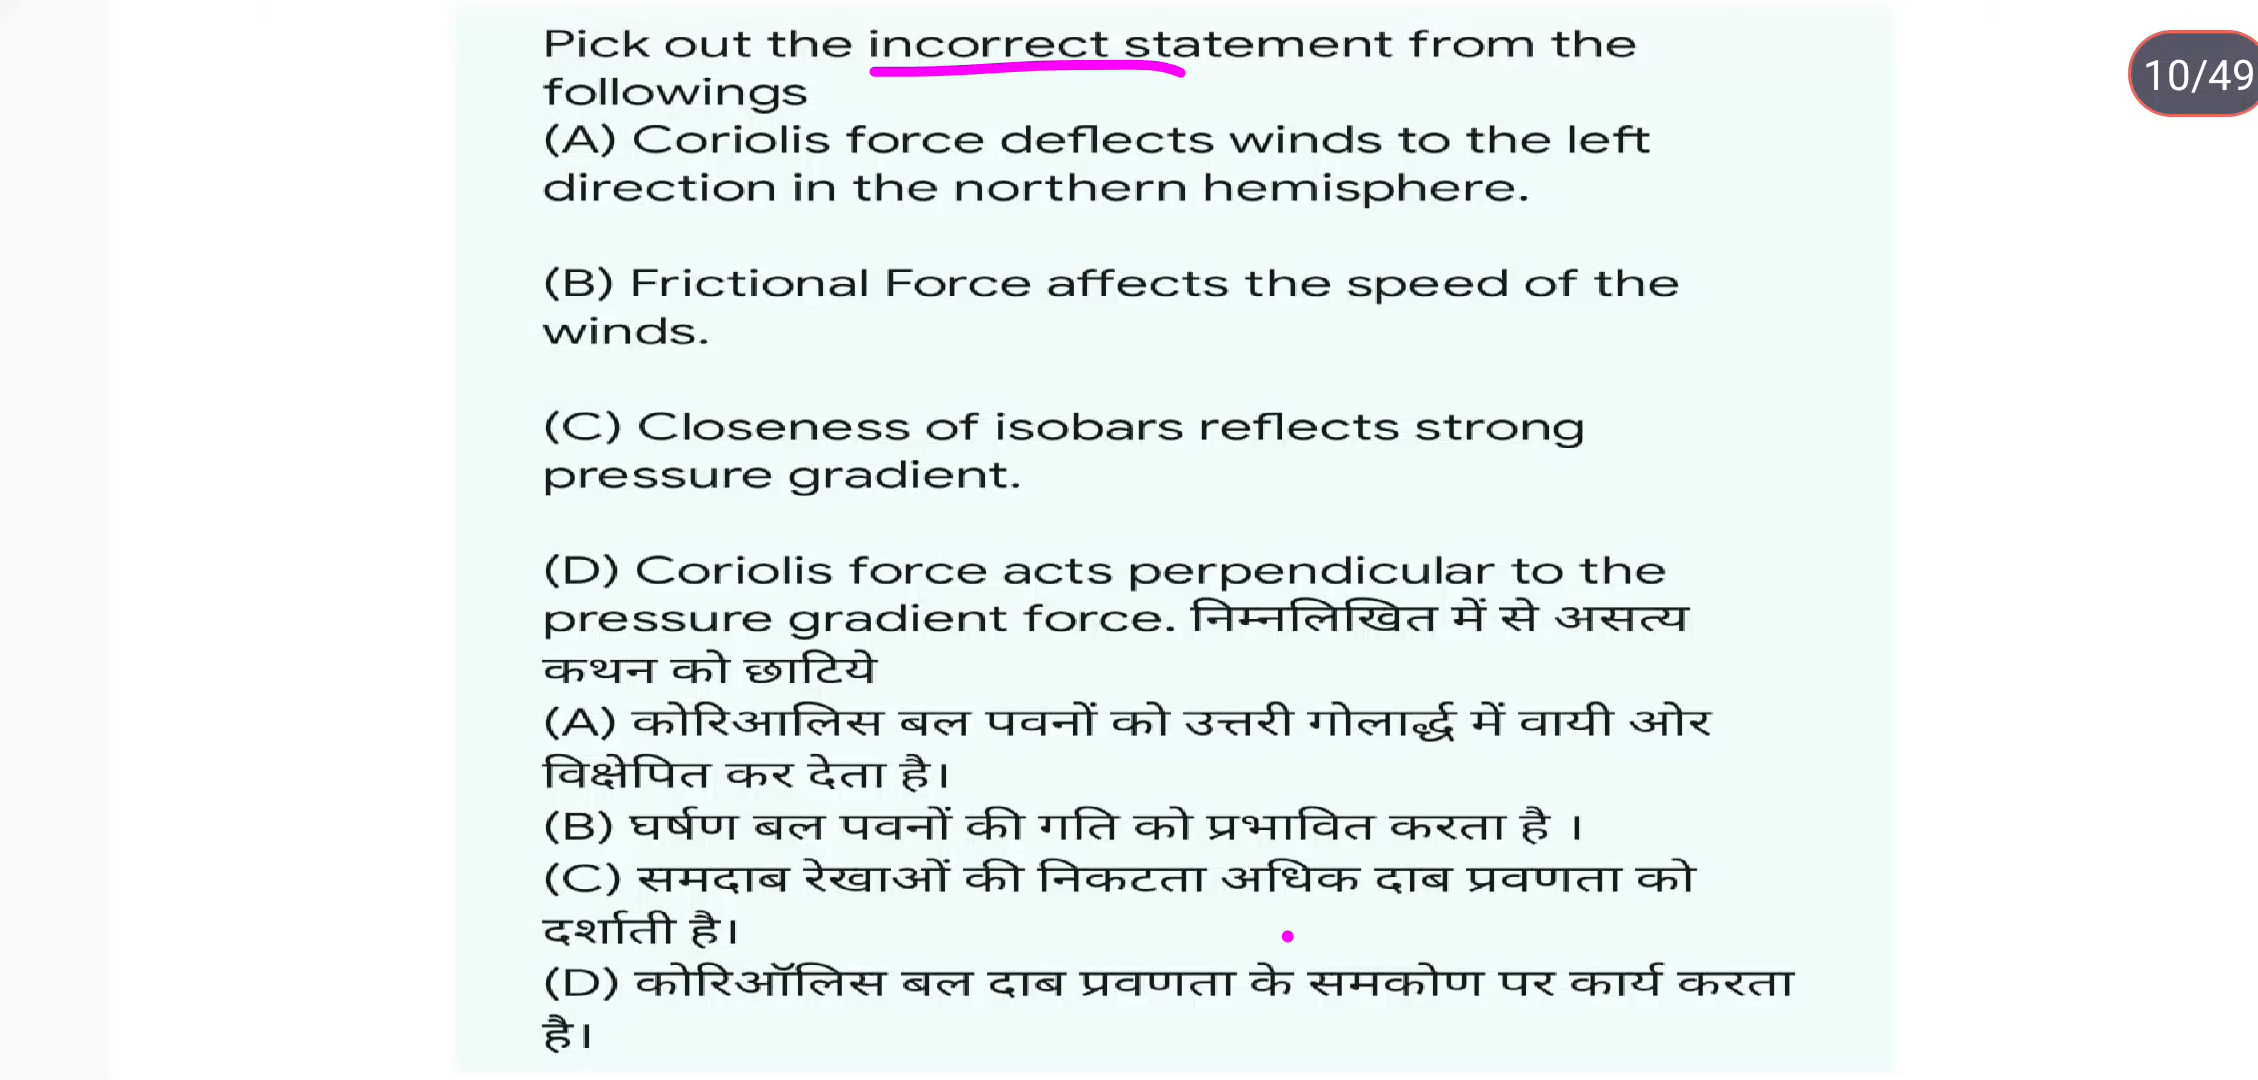 Pick out the incorrect statement from the
10/49
followings
(A) Coriolis force deflects winds to the left
direction in the northern hemisphere.
(B) Frictional Force affects the speed of the
winds.
(C) Closeness of isobars reflects strong
pressure gradient.
(D) Coriolis force acts perpendicular to the
pressure gradient force. निम्नलिखित में से असत्य
कथन को छाटिये
(A) कोरिआलिस बल पवनों को उत्तरी गोलार्द्ध में वायी ओर
विक्षेपित कर देता है।
(B) घर्षण बल पवनों की गति को प्रभावित करता है ।
(C) समदाब रेखाओं की निकटता अधिक दाब प्रवणता को
दर्शाती है।
(D) कोरिऑलिस बल दाब प्रवणता के समकोण पर कार्य करता
है।